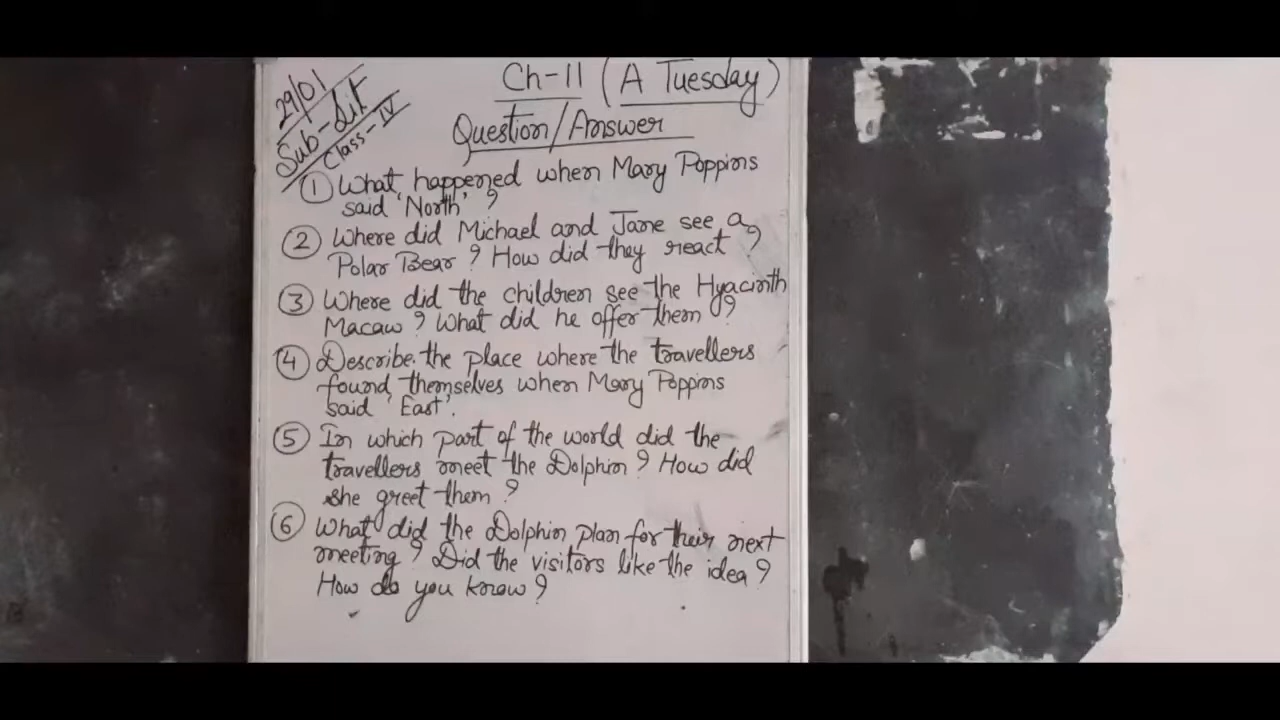 29/01
Sub-Lit
Class-IV
Ch-11 (A Tuesday)
Question/Answer
① What happened when Mary Poppins
said 'North' ?
② Where did Michael and Jane see a
Polar Bear ? How did they react ?
③ Where did the children see the Hyacinth
Macaw ? What did he offer them ?
④ Describe the place where the travellers
found themselves when Mary Poppins
said 'East'.
⑤ In which part of the world did the
travellers meet the Dolphin ? How did
she greet them ?
⑥ What did the Dolphin plan for their next
meeting ? Did the visitors like the idea ?
How do you know ?